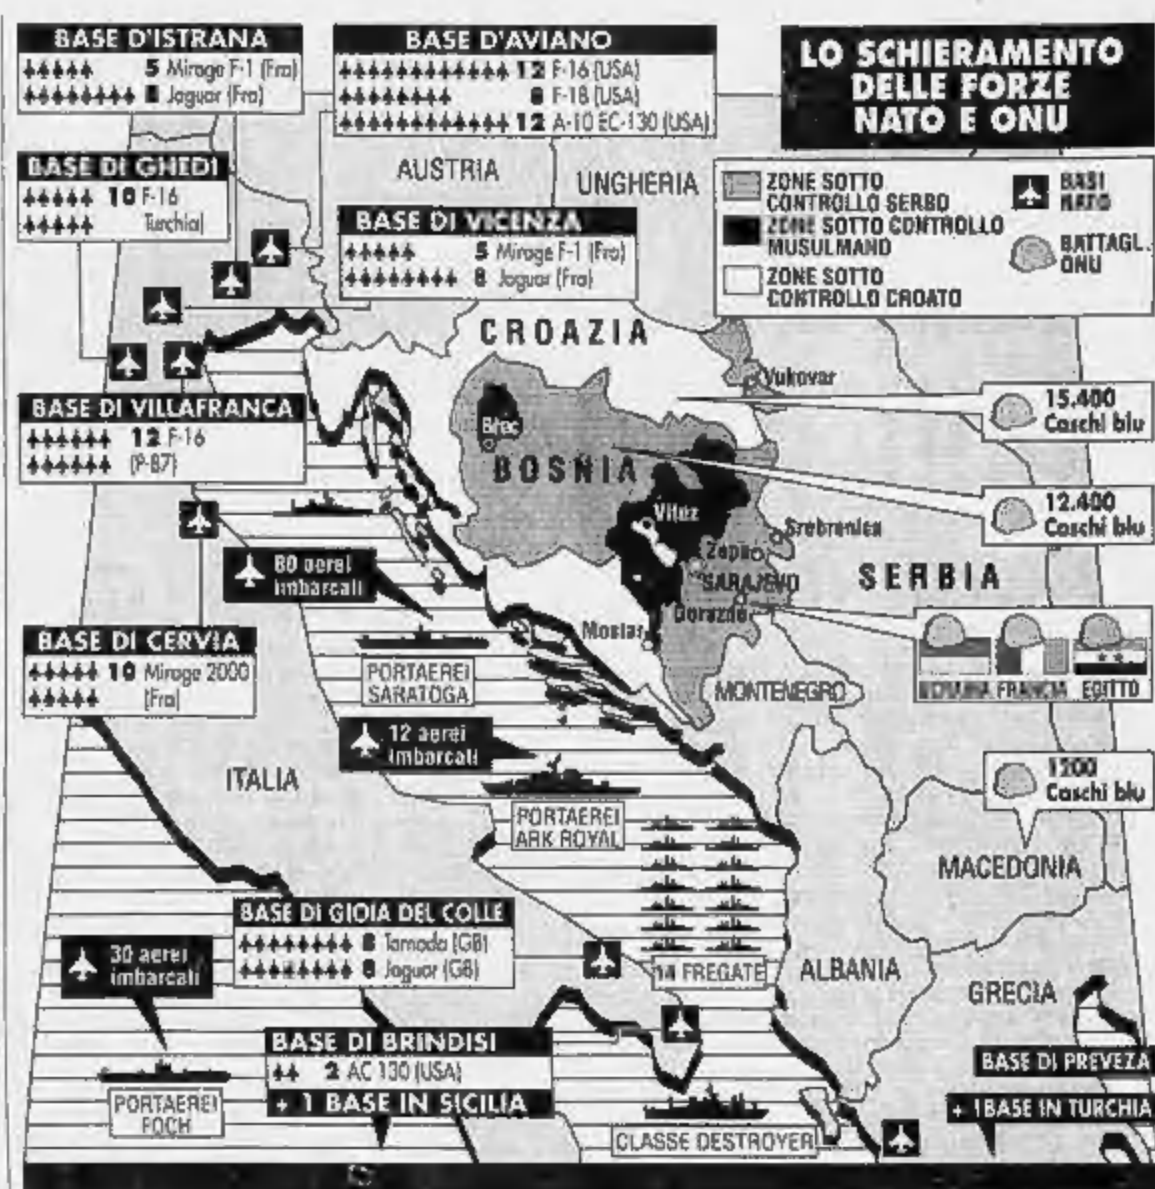 BASE D'ISTRANA
5 Mirage F-1 (Fra)
8 Jaguar (Fra)
BASE D'AVIANO
12 F-16 (USA)
8 F-18 (USA)
12 A-10 EC-130 (USA)
LO SCHIERAMENTO
DELLE FORZE
NATO E ONU
BASE DI GHEDI
10 F-16
Turchia)
AUSTRIA
UNGHERIA
ZONE SOTTO
CONTROLLO SERBO
ZONE SOTTO CONTROLLO
MUSULMANO
ZONE SOTTO
CONTROLLO CROATO
BASI
NATO
BATTAGL.
ONU
BASE DI VICENZA
5 Mirage F-1 (Fra)
8 Jaguar (Fra)
CROAZIA
Vukovar
15.400
Caschi blu
BASE DI VILLAFRANCA
12 F-16
Bihac
BOSNIA
12.400
Caschi blu
Vitez
Srebrenica
Zepa
SARAJEVO
SERBIA
80 aerei
imbarcati
Gorazde
Mostar
BASE DI CERVIA
10 Mirage 2000
(Fra)
PORTAEREI
SARATOGA
MONTENEGRO
FRANCIA
EGITTO
12 aerei
imbarcati
ITALIA
PORTAEREI
ARK ROYAL
1200
Caschi blu
MACEDONIA
BASE DI GIOIA DEL COLLE
8 Tornado (GB)
8 Jaguar (GB)
30 aerei
imbarcati
14 FREGATE
ALBANIA
GRECIA
BASE DI BRINDISI
2 AC 130 (USA)
+ 1 BASE IN SICILIA
BASE DI PREVEZA
+ 1 BASE IN TURCHIA
PORTAEREI
FOCH
CLASSE DESTROYER